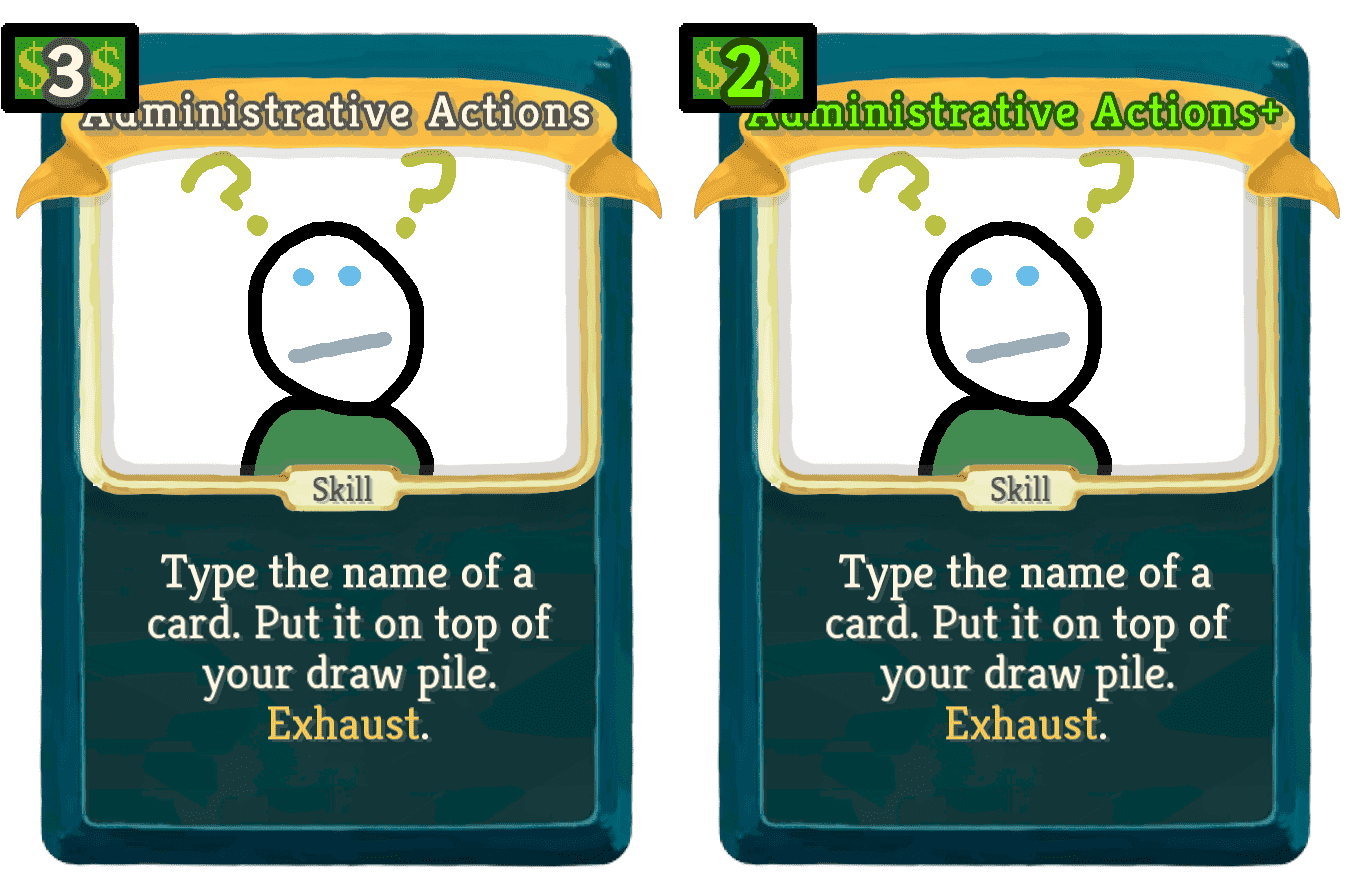 $3$
Administrative Actions
Skill
Type the name of a
card. Put it on top of
your draw pile.
Exhaust.
$2$
Administrative Actions+
Skill
Type the name of a
card. Put it on top of
your draw pile.
Exhaust.